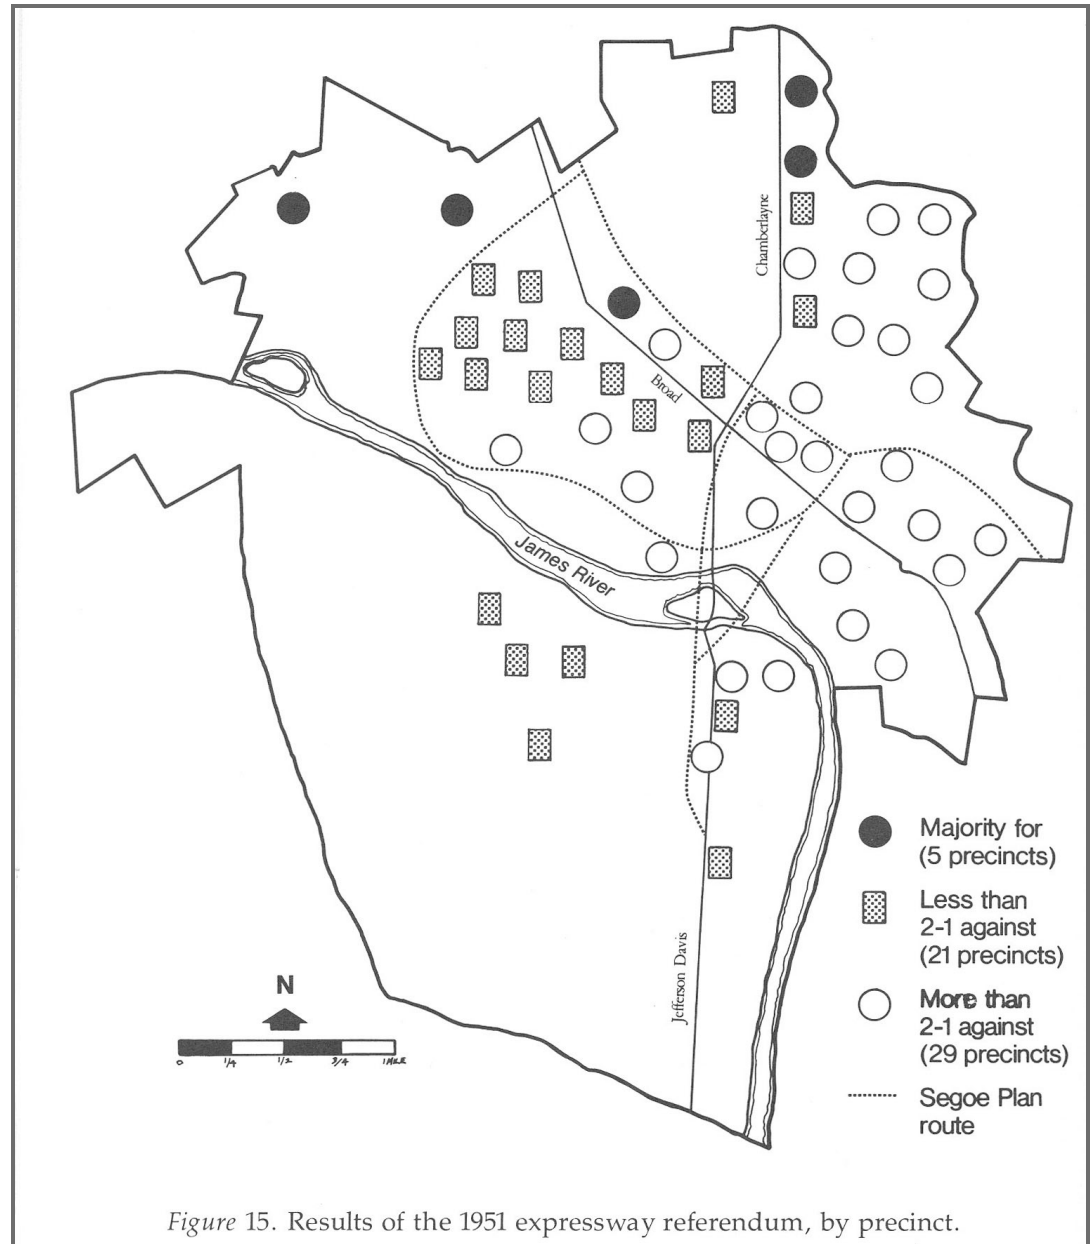 Chamberlayne
Broad
James River
Jefferson Davis
N
0 1/4 1/2 3/4 1 MILE
Majority for
(5 precincts)
Less than
2-1 against
(21 precincts)
More than
2-1 against
(29 precincts)
Segoe Plan
route
Figure 15. Results of the 1951 expressway referendum, by precinct.